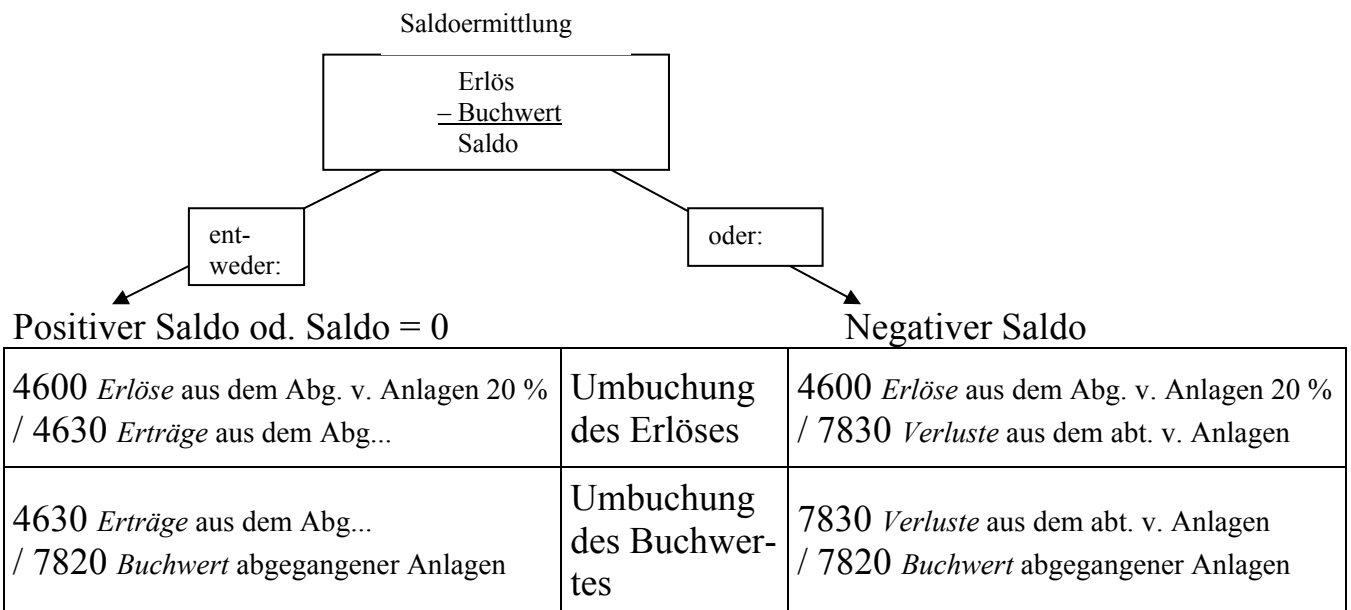 Saldoermittlung
Erlös
– Buchwert
Saldo
ent-
weder:
oder:
Positiver Saldo od. Saldo = 0
Negativer Saldo
4600 Erlöse aus dem Abg. v. Anlagen 20 %
/ 4630 Erträge aus dem Abg...
Umbuchung
des Erlöses
4600 Erlöse aus dem Abg. v. Anlagen 20 %
/ 7830 Verluste aus dem abt. v. Anlagen
4630 Erträge aus dem Abg...
/ 7820 Buchwert abgegangener Anlagen
Umbuchung
des Buchwer-
tes
7830 Verluste aus dem abt. v. Anlagen
/ 7820 Buchwert abgegangener Anlagen